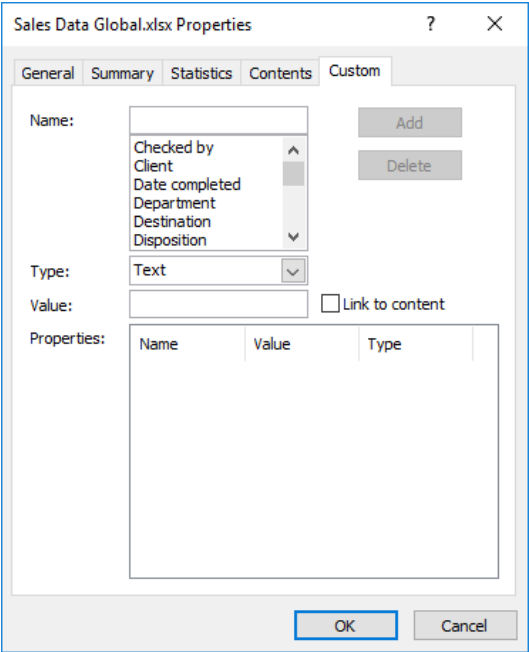 Sales Data Global.xlsx Properties ? ×
General Summary Statistics Contents Custom
Name:
Add
Checked by
Client
Date completed
Department
Destination
Disposition
Delete
Type: Text
Value: Link to content
Properties: Name Value Type
OK Cancel